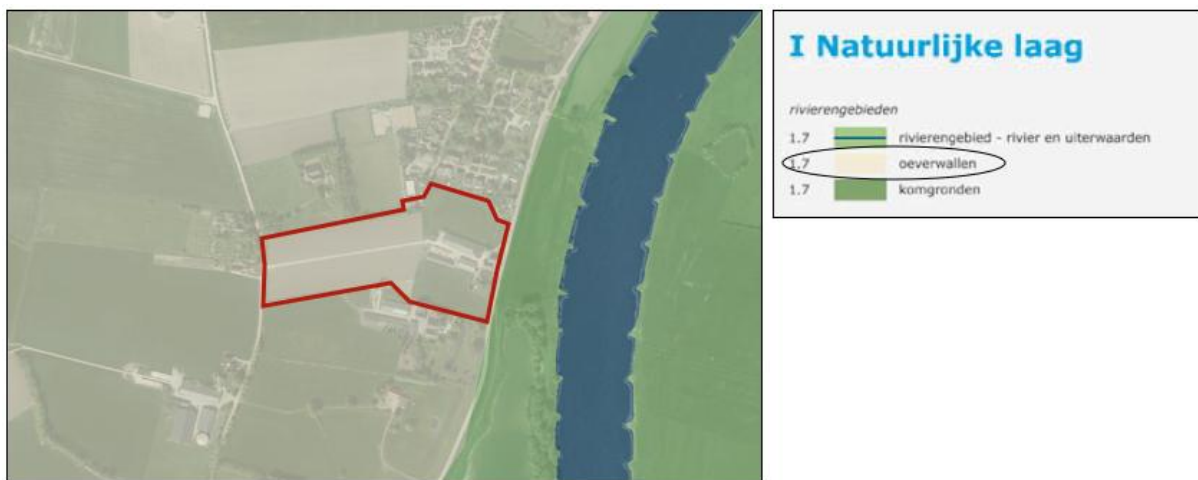 I Natuurlijke laag
rivierengebieden
1.7 rivierengebied - rivier en uiterwaarden
1.7 oeverwallen
1.7 komgronden